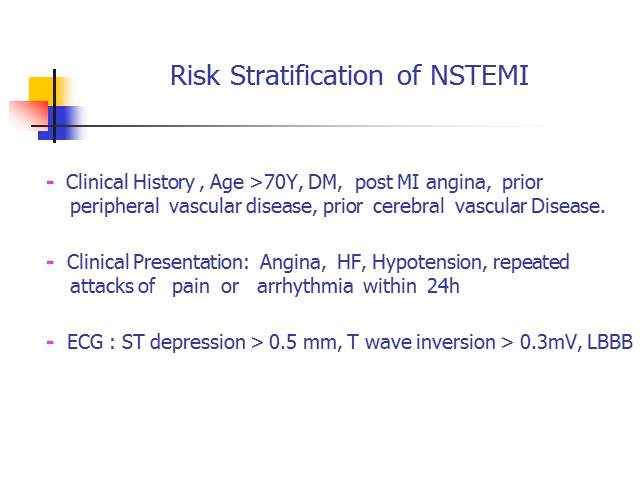 Risk Stratification of NSTEMI
- Clinical History , Age >70Y, DM, post MI angina, prior
peripheral vascular disease, prior cerebral vascular Disease.
- Clinical Presentation: Angina, HF, Hypotension, repeated
attacks of pain or arrhythmia within 24h
- ECG : ST depression > 0.5 mm, T wave inversion > 0.3mV, LBBB